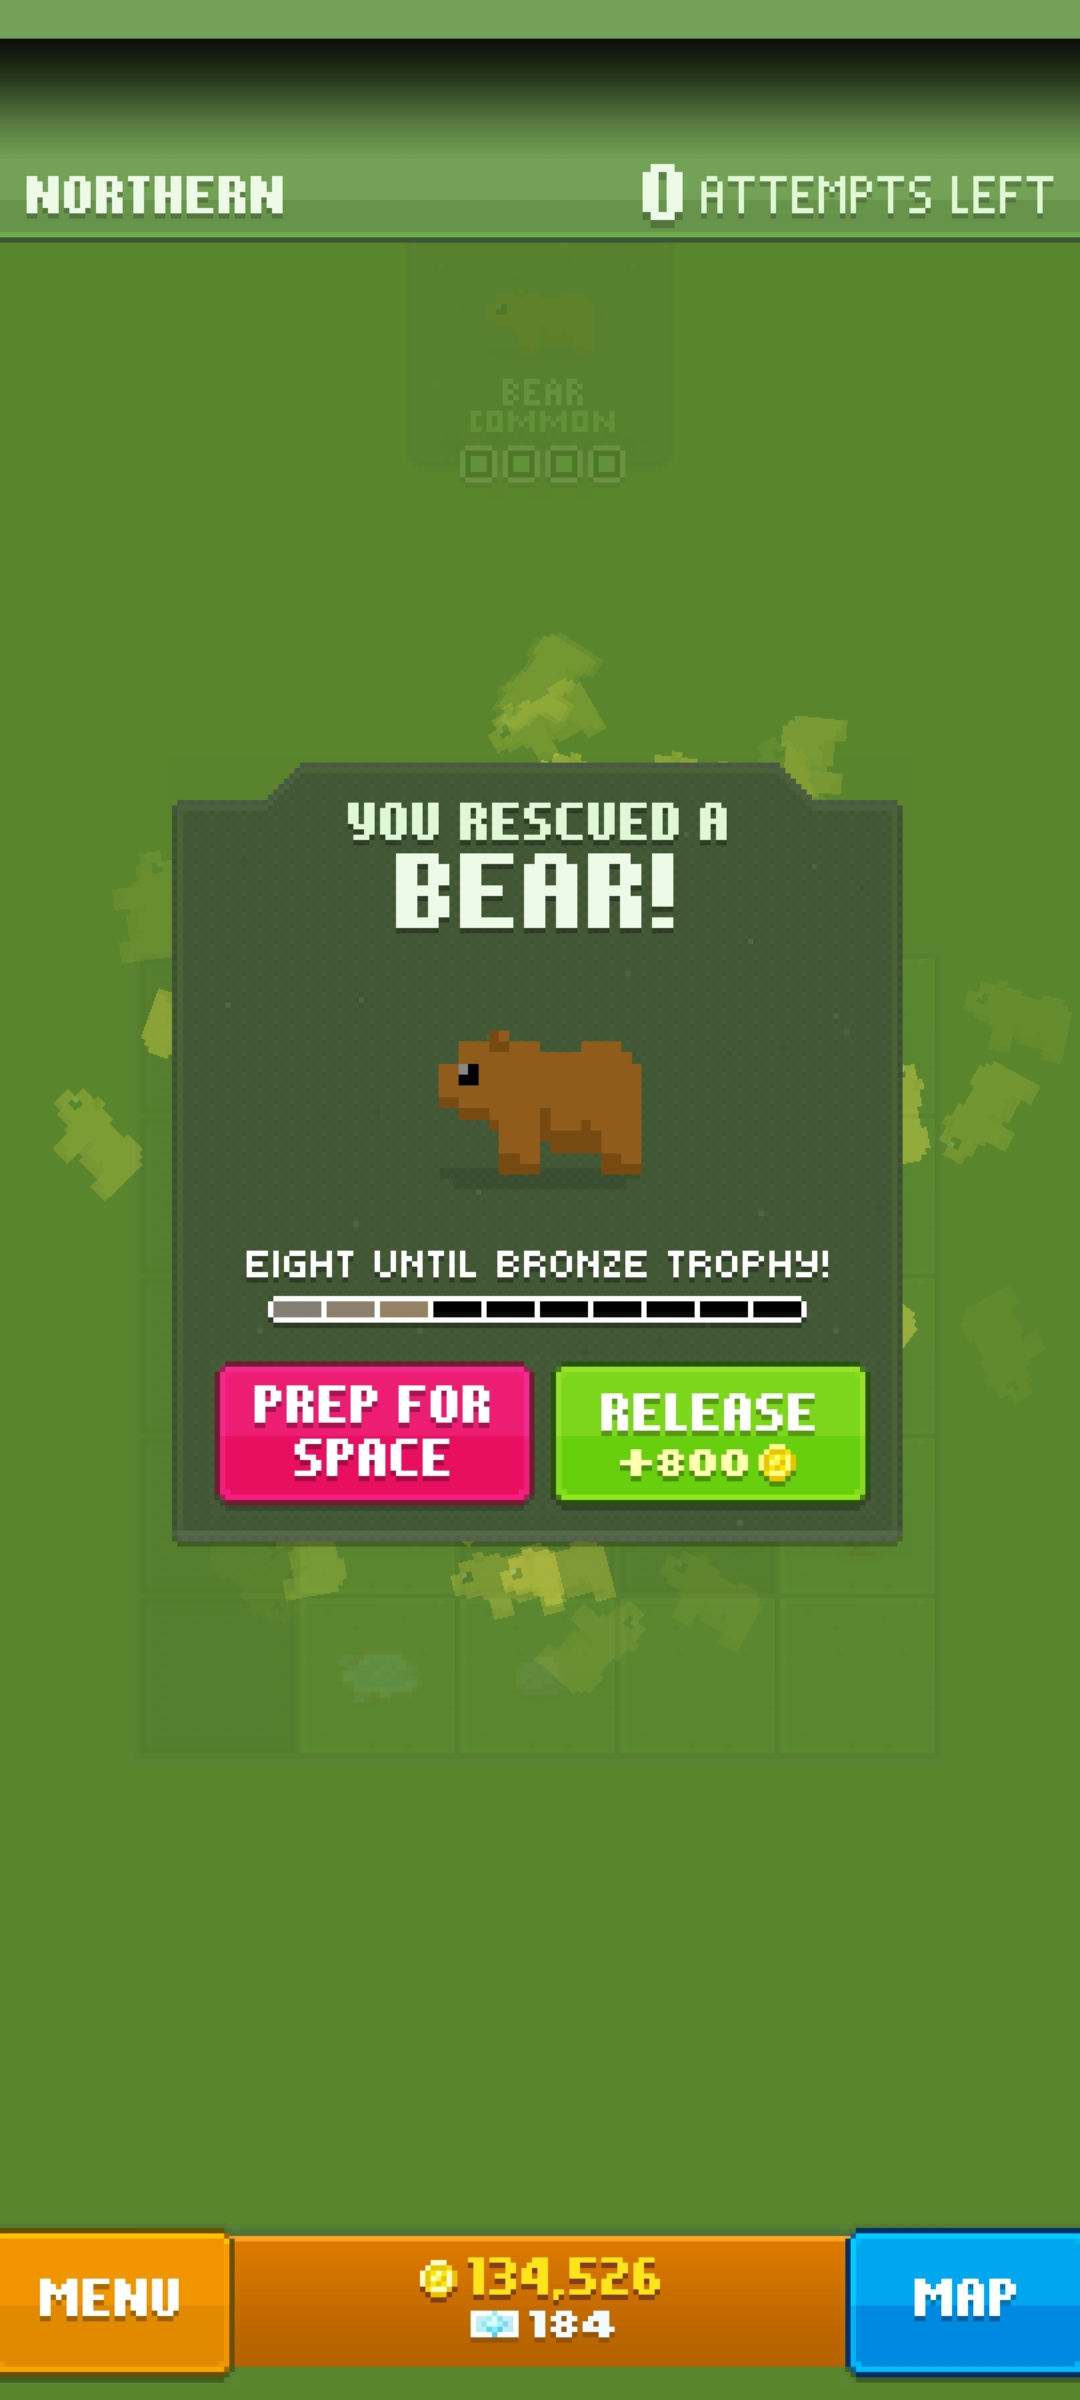 NORTHERN
0 ATTEMPTS LEFT
BEAR
COMMON
YOU RESCUED A
BEAR!
EIGHT UNTIL BRONZE TROPHY!
PREP FOR
SPACE
RELEASE
+800
MENU
134,526
184
MAP